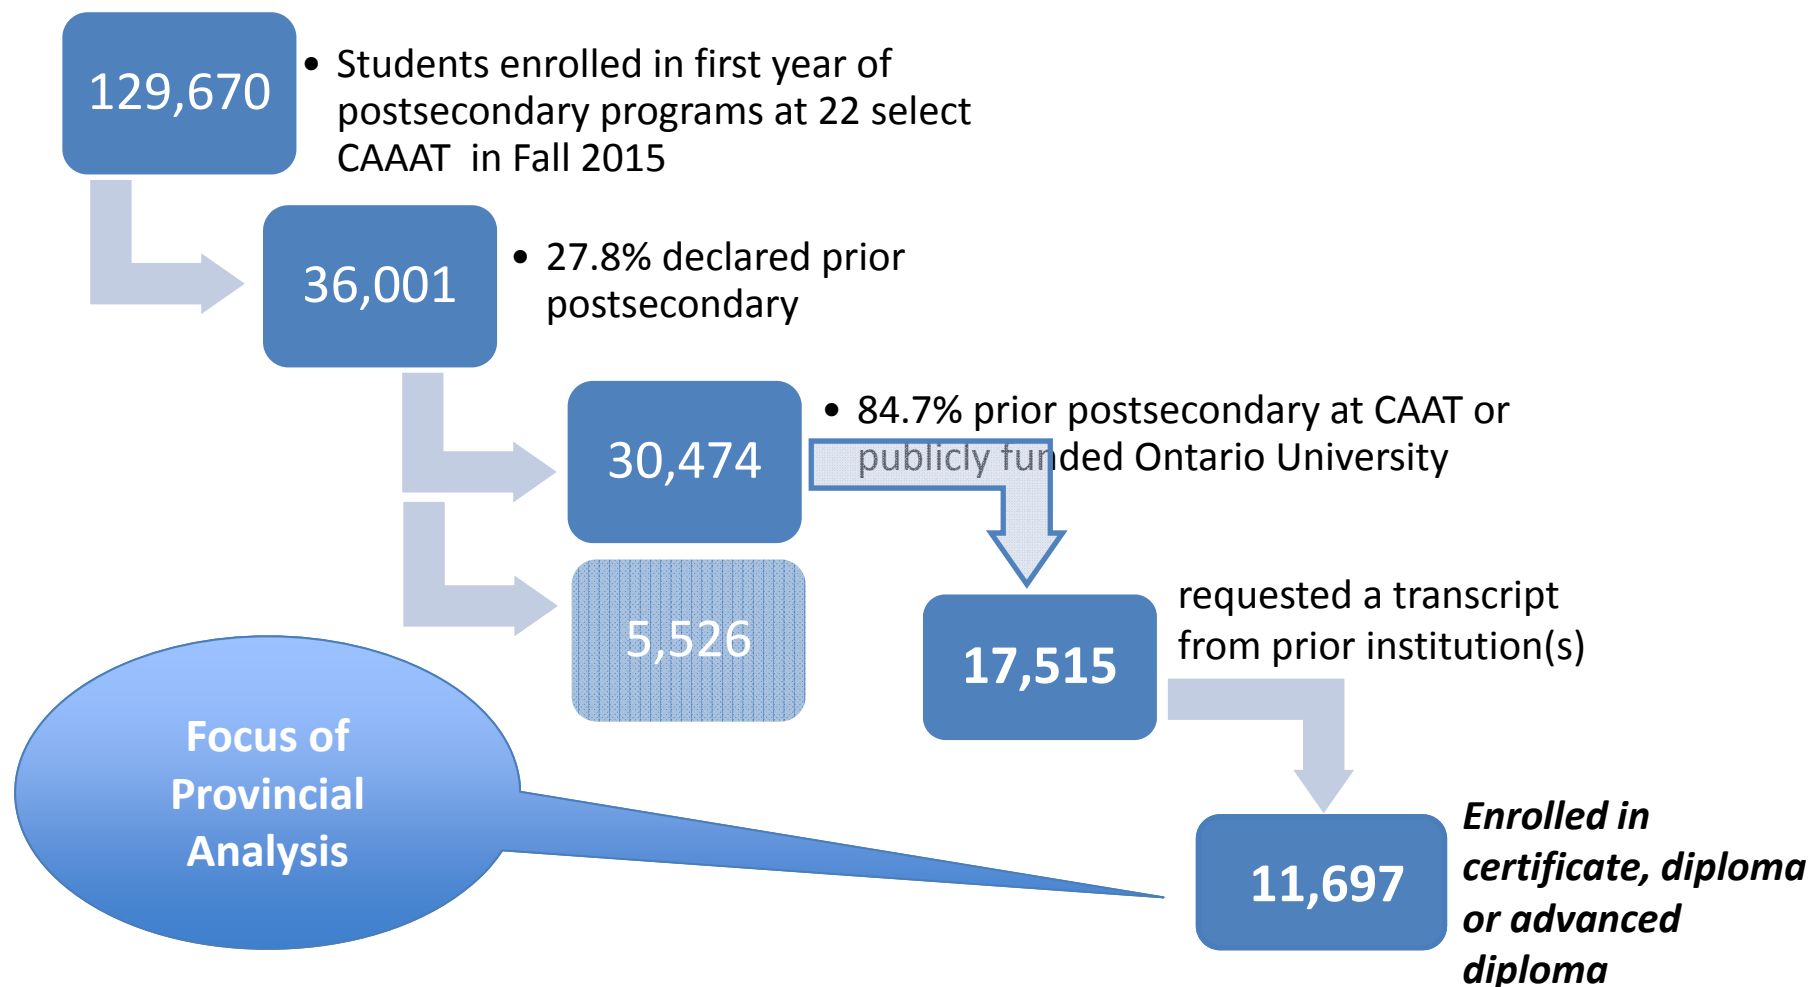 129,670
• Students enrolled in first year of
postsecondary programs at 22 select
CAAAT in Fall 2015
36,001
• 27.8% declared prior
postsecondary
30,474
• 84.7% prior postsecondary at CAAT or
publicly funded Ontario University
5,526
17,515
requested a transcript
from prior institution(s)
Focus of
Provincial
Analysis
11,697
Enrolled in
certificate, diploma
or advanced
diploma